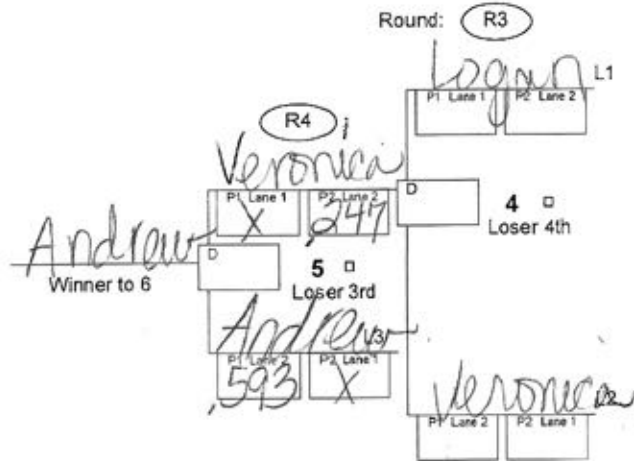 Round: R3
Logan L1
P1 Lane 1 P2 Lane 2
R4
Veronica
P1 Lane 1 P2 Lane 2
X .247
D
4
Loser 4th
Andrew
D
Winner to 6
5
Loser 3rd
Andrew
P1 Lane 2 P2 Lane 1
.593 X
Veronica
P1 Lane 2 P2 Lane 1